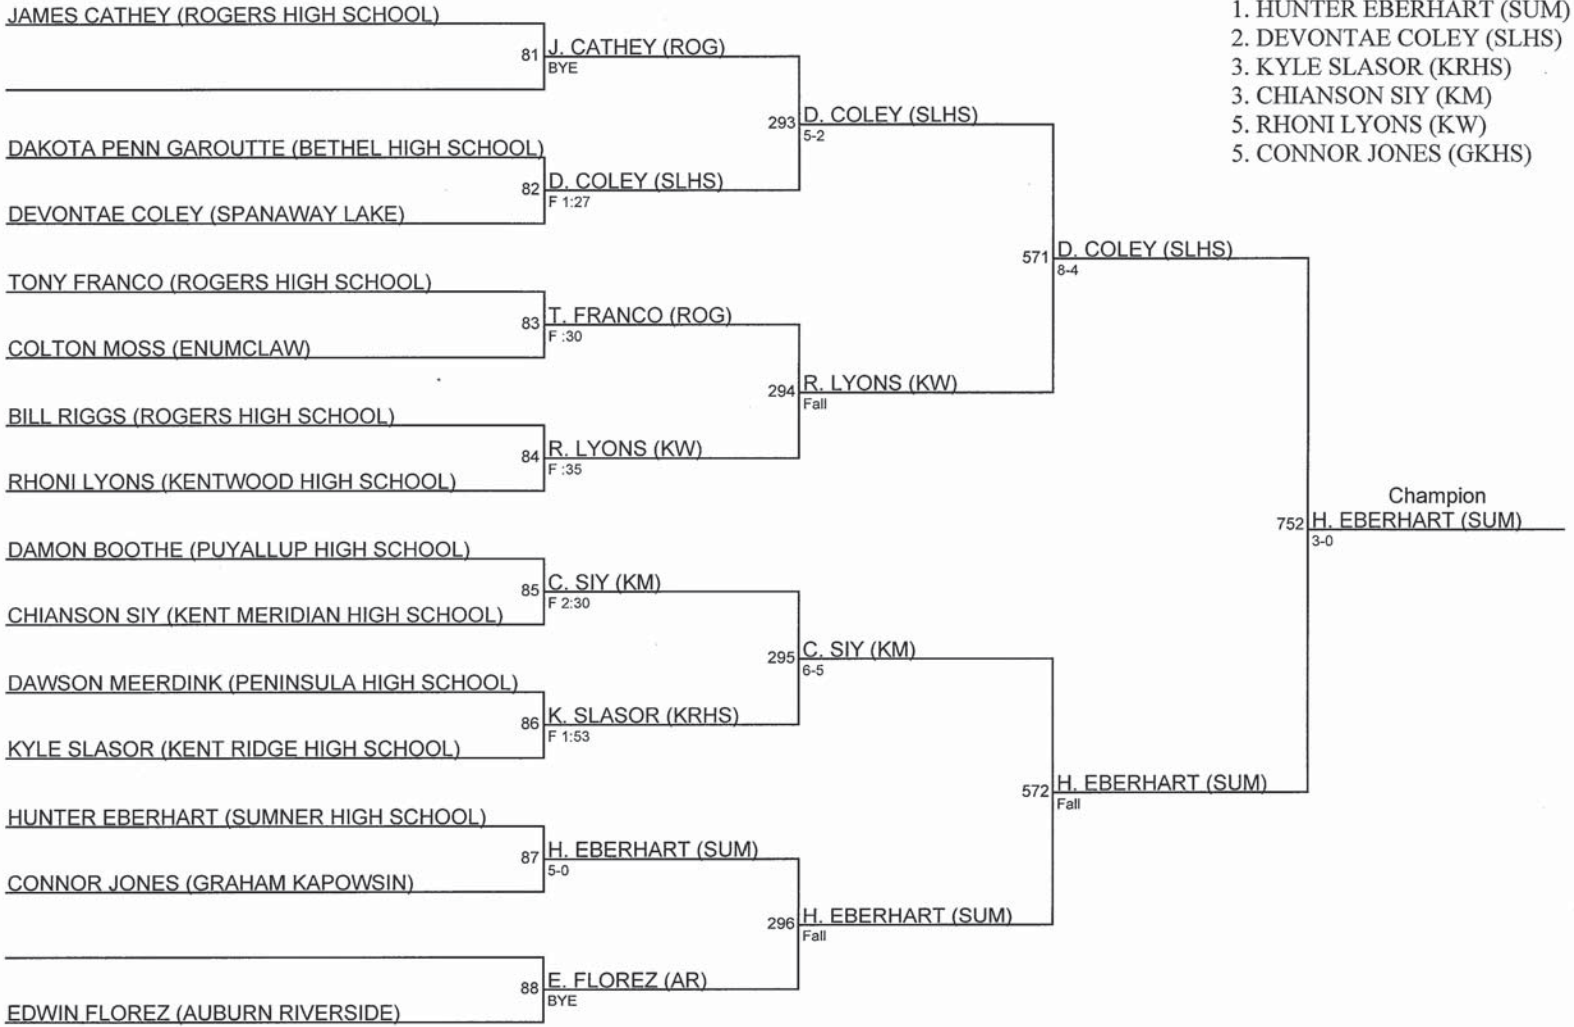 JAMES CATHEY (ROGERS HIGH SCHOOL)
81 J. CATHEY (ROG)
BYE
DAKOTA PENN GAROUTTE (BETHEL HIGH SCHOOL)
82 D. COLEY (SLHS)
F 1:27
DEVONTAE COLEY (SPANAWAY LAKE)
TONY FRANCO (ROGERS HIGH SCHOOL)
83 T. FRANCO (ROG)
F :30
COLTON MOSS (ENUMCLAW)
BILL RIGGS (ROGERS HIGH SCHOOL)
84 R. LYONS (KW)
F :35
RHONI LYONS (KENTWOOD HIGH SCHOOL)
DAMON BOOTHE (PUYALLUP HIGH SCHOOL)
85 C. SIY (KM)
F 2:30
CHIANSON SIY (KENT MERIDIAN HIGH SCHOOL)
DAWSON MEERDINK (PENINSULA HIGH SCHOOL)
86 K. SLASOR (KRHS)
F 1:53
KYLE SLASOR (KENT RIDGE HIGH SCHOOL)
HUNTER EBERHART (SUMNER HIGH SCHOOL)
87 H. EBERHART (SUM)
5-0
CONNOR JONES (GRAHAM KAPOWSIN)
88 E. FLOREZ (AR)
BYE
EDWIN FLOREZ (AUBURN RIVERSIDE)
293 D. COLEY (SLHS)
5-2
294 R. LYONS (KW)
Fall
295 C. SIY (KM)
6-5
296 H. EBERHART (SUM)
Fall
571 D. COLEY (SLHS)
8-4
572 H. EBERHART (SUM)
Fall
Champion
752 H. EBERHART (SUM)
3-0
1. HUNTER EBERHART (SUM)
2. DEVONTAE COLEY (SLHS)
3. KYLE SLASOR (KRHS)
3. CHIANSON SIY (KM)
5. RHONI LYONS (KW)
5. CONNOR JONES (GKHS)